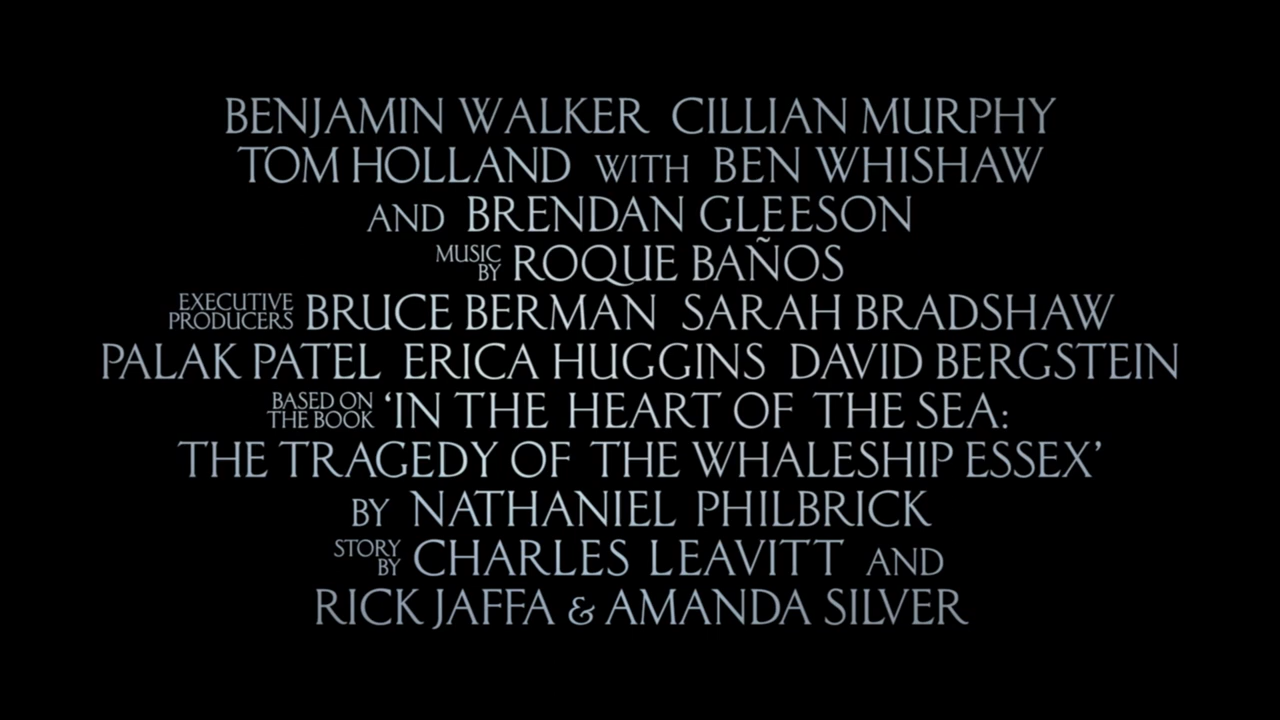 BENJAMIN WALKER CILLIAN MURPHY
TOM HOLLAND WITH BEN WHISHAW
AND BRENDAN GLEESON
MUSIC BY ROQUE BAÑOS
EXECUTIVE PRODUCERS BRUCE BERMAN SARAH BRADSHAW
PALAK PATEL ERICA HUGGINS DAVID BERGSTEIN
BASED ON THE BOOK ‘IN THE HEART OF THE SEA:
THE TRAGEDY OF THE WHALESHIP ESSEX’
BY NATHANIEL PHILBRICK
STORY BY CHARLES LEAVITT AND
RICK JAFFA & AMANDA SILVER